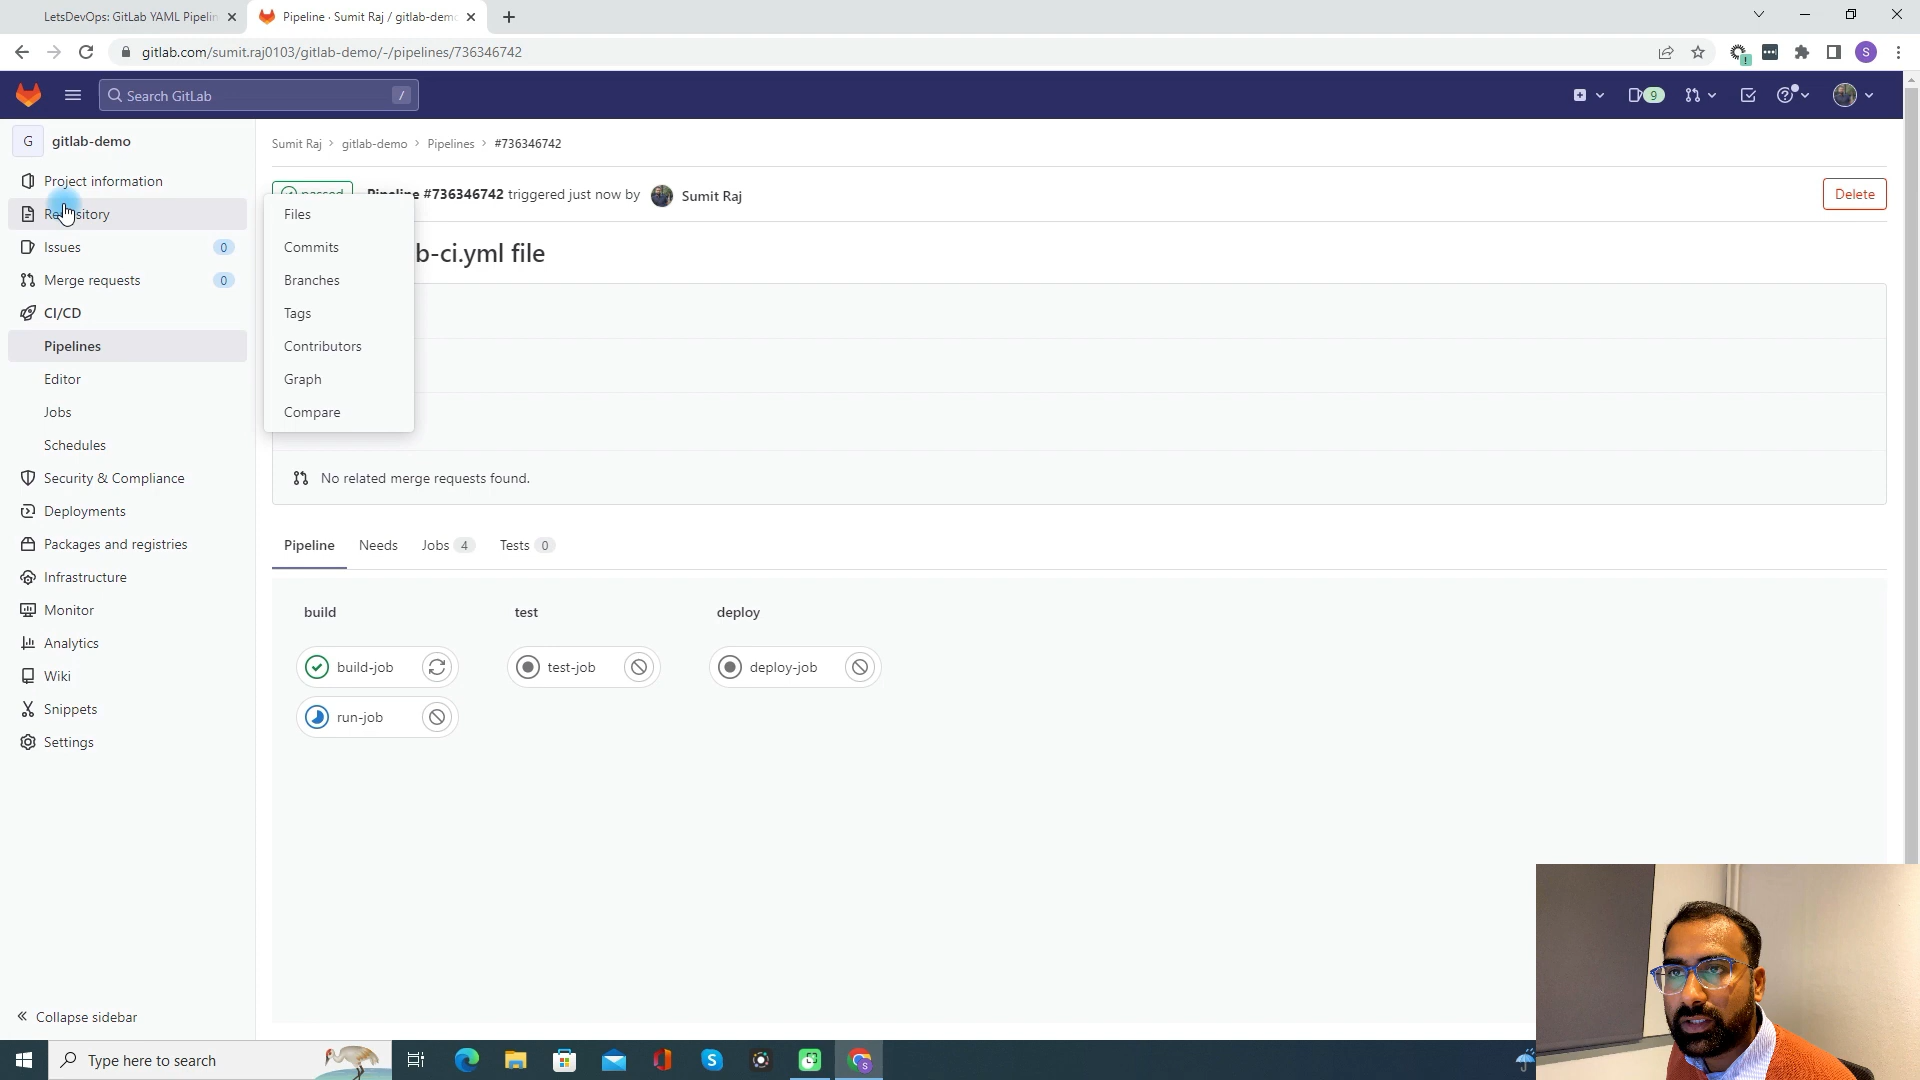 LetsDevOps: GitLab YAML Pipelin
Pipeline · Sumit Raj / gitlab-demo
gitlab.com/sumit.raj0103/gitlab-demo/-/pipelines/736346742
S
Search GitLab
/
9
G
gitlab-demo
Project information
Repository
Issues
0
Merge requests
0
CI/CD
Pipelines
Editor
Jobs
Schedules
Security & Compliance
Deployments
Packages and registries
Infrastructure
Monitor
Analytics
Wiki
Snippets
Settings
Collapse sidebar
Sumit Raj
gitlab-demo
Pipelines
#736346742
passed
Pipeline #736346742 triggered just now by
Sumit Raj
Delete
Files
Commits
Branches
Tags
Contributors
Graph
Compare
b-ci.yml file
No related merge requests found.
Pipeline
Needs
Jobs 4
Tests 0
build
test
deploy
build-job
test-job
deploy-job
run-job
Type here to search